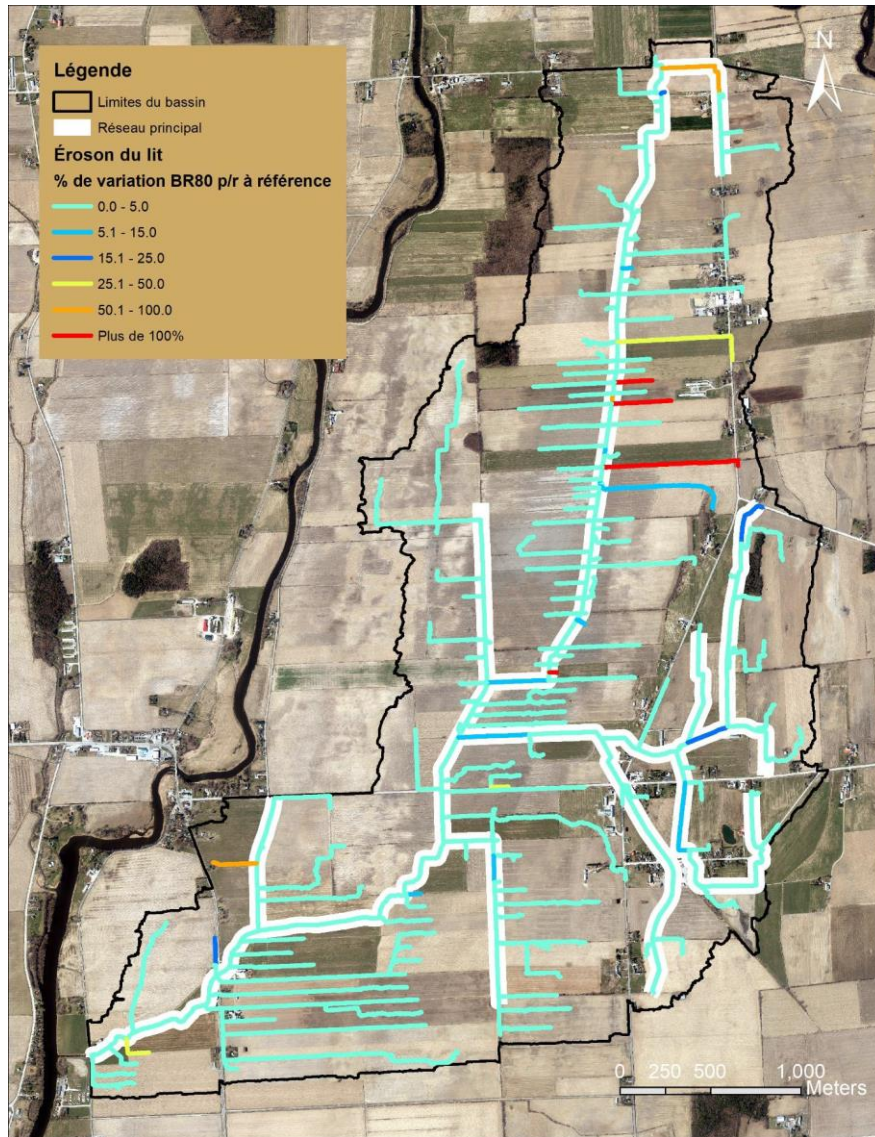 Légende
Limites du bassin
Réseau principal
Éroson du lit
% de variation BR80 p/r à référence
0.0 - 5.0
5.1 - 15.0
15.1 - 25.0
25.1 - 50.0
50.1 - 100.0
Plus de 100%
N
0 250 500 1,000
Meters